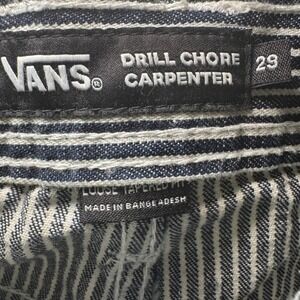 VANS®
DRILL CHORE
CARPENTER
29
LOOSE TAPERED FIT
MADE IN BANGLADESH